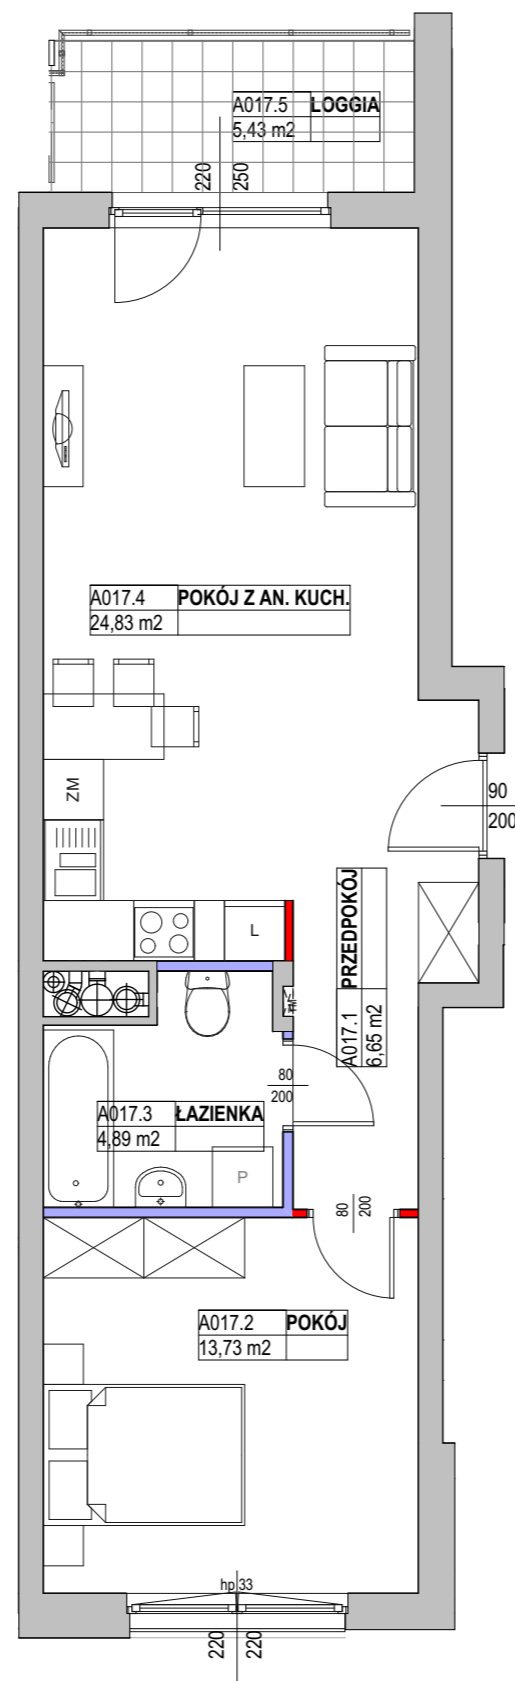 A017.5 LOGGIA
5,43 m2
220
250
A017.4 POKÓJ Z AN. KUCH.
24,83 m2
ZM
90
200
L
PRZEDPOKÓJ
A017.1
6,65 m2
80
200
A017.3 ŁAZIENKA
4,89 m2
P
80
200
A017.2 POKÓJ
13,73 m2
hp 33
220
220